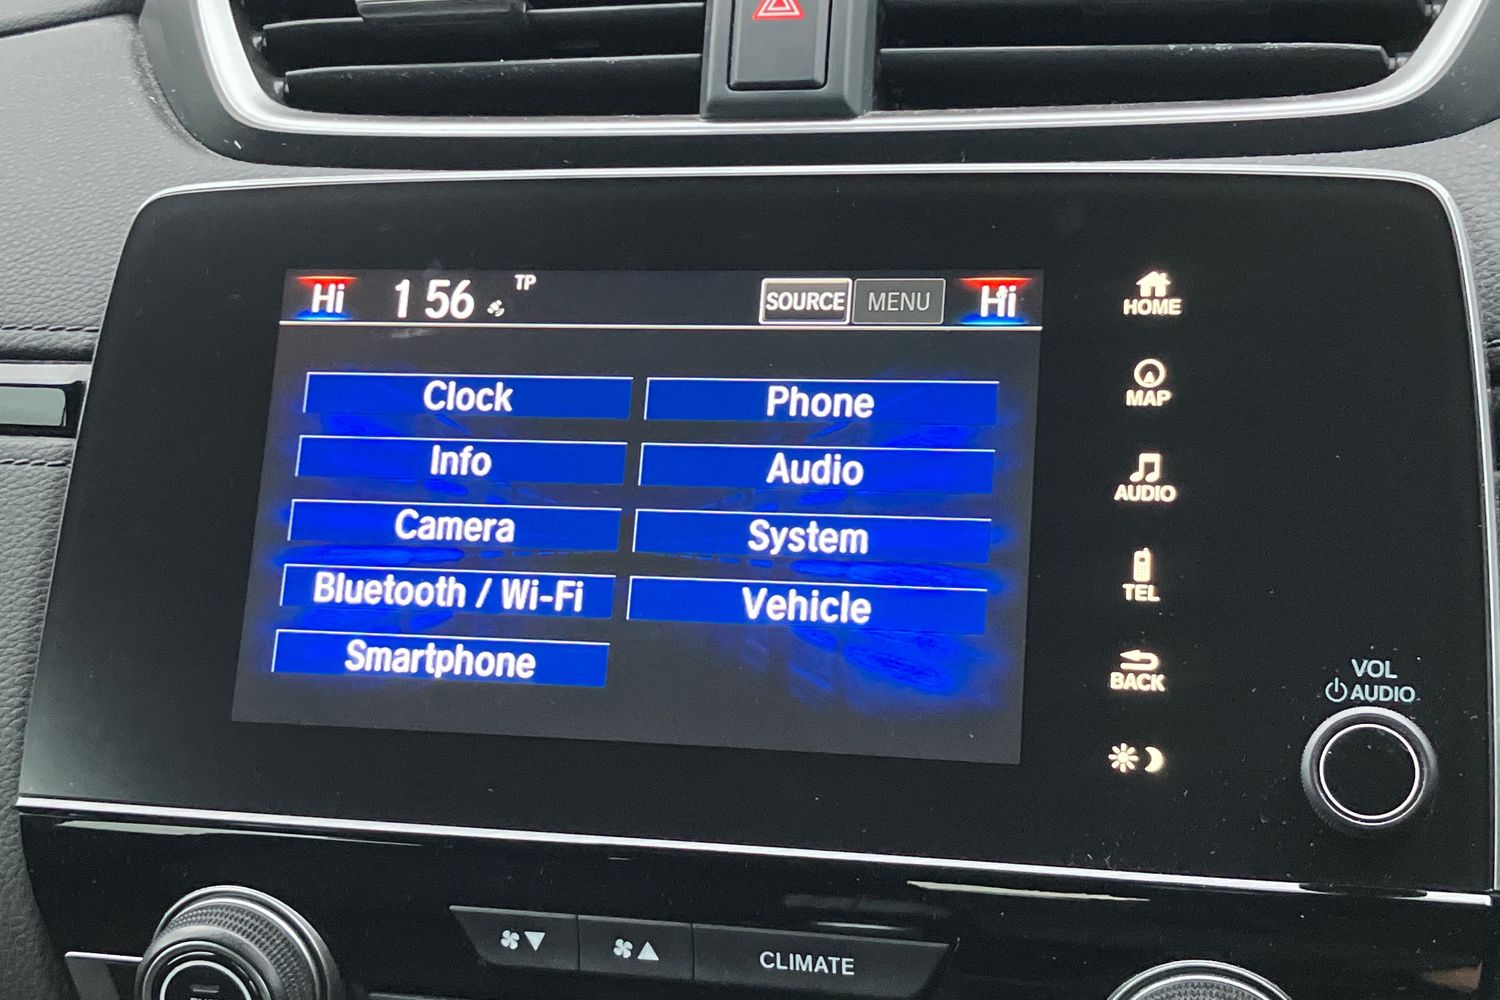 Hi 1 56 TP SOURCE MENU Hi
Clock Phone
Info Audio
Camera System
Bluetooth / Wi-Fi Vehicle
Smartphone
HOME
MAP
AUDIO
TEL
BACK
VOL
AUDIO
CLIMATE